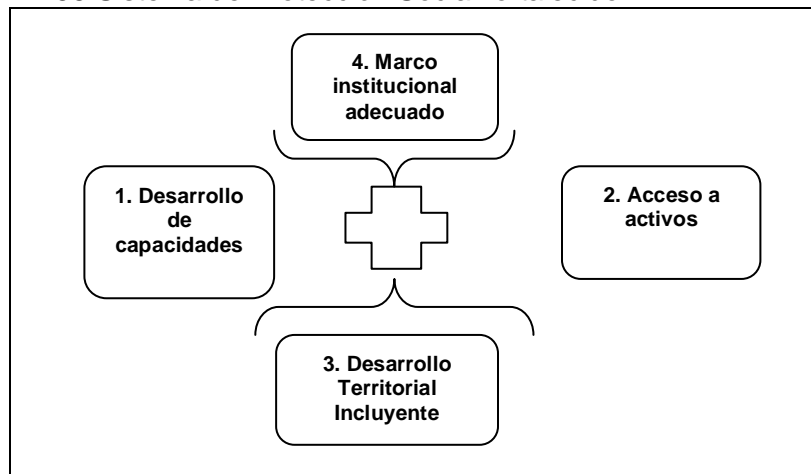 4. Marco
institucional
adecuado
1. Desarrollo
de
capacidades
2. Acceso a
activos
3. Desarrollo
Territorial
Incluyente